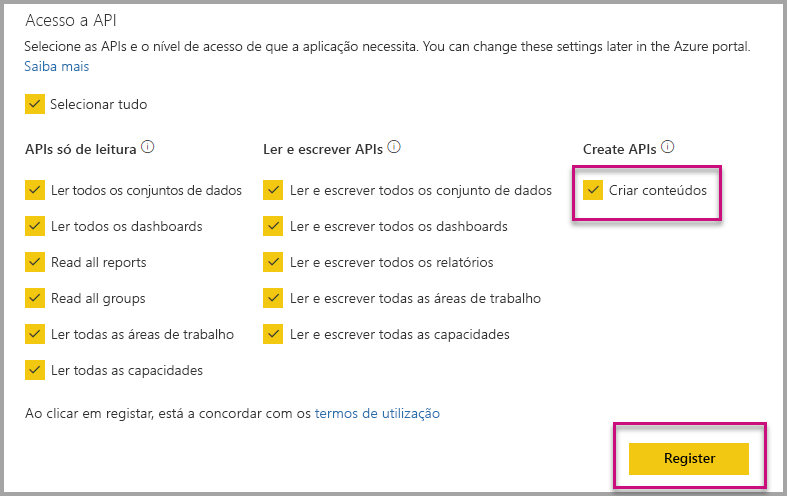 Acesso a API
Selecione as APIs e o nível de acesso de que a aplicação necessita. You can change these settings later in the Azure portal.
Saiba mais
Selecionar tudo
APIs só de leitura
Ler e escrever APIs
Create APIs
Ler todos os conjuntos de dados
Ler e escrever todos os conjunto de dados
Criar conteúdos
Ler todos os dashboards
Ler e escrever todos os dashboards
Read all reports
Ler e escrever todos os relatórios
Read all groups
Ler e escrever todas as áreas de trabalho
Ler todas as áreas de trabalho
Ler e escrever todas as capacidades
Ler todas as capacidades
Ao clicar em registar, está a concordar com os termos de utilização
Register